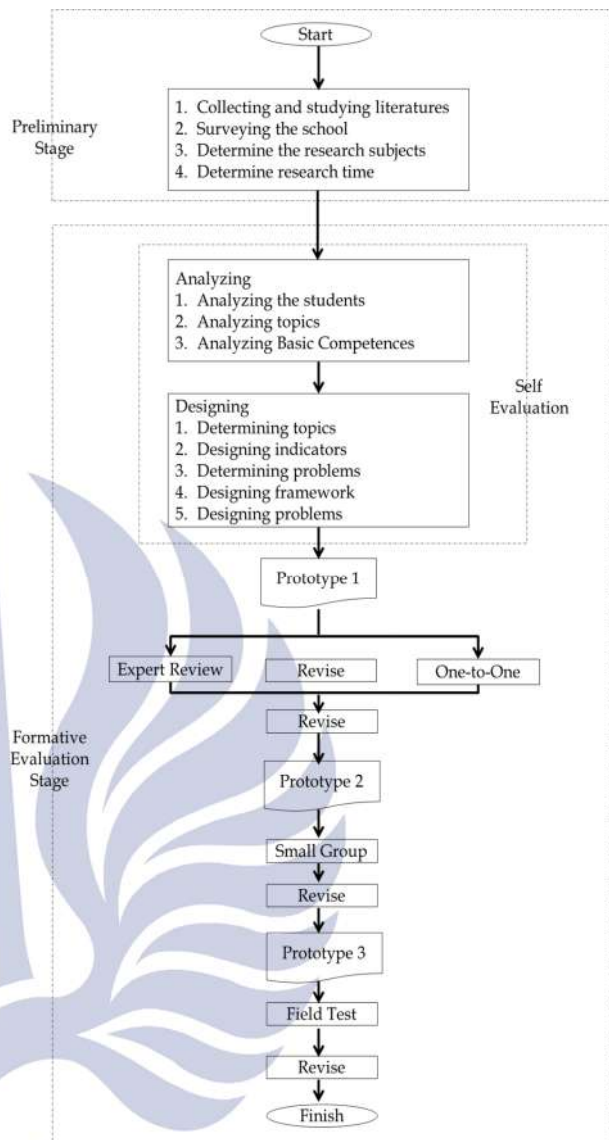 Start
Preliminary
Stage
1. Collecting and studying literatures
2. Surveying the school
3. Determine the research subjects
4. Determine research time
Analyzing
1. Analyzing the students
2. Analyzing topics
3. Analyzing Basic Competences
Self
Evaluation
Designing
1. Determining topics
2. Designing indicators
3. Determining problems
4. Designing framework
5. Designing problems
Prototype 1
Expert Review
Revise
One-to-One
Revise
Formative
Evaluation
Stage
Prototype 2
Small Group
Revise
Prototype 3
Field Test
Revise
Finish